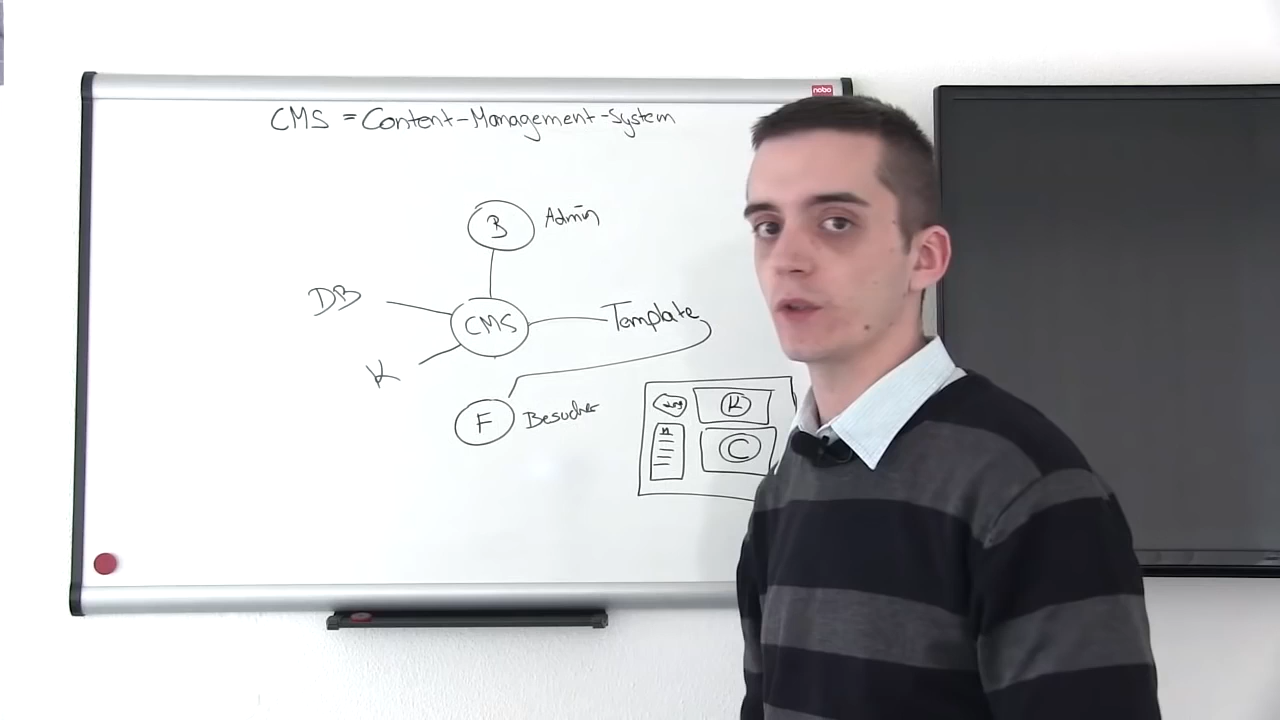 nobo
CMS = Content-Management-System
B Admin
DB
CMS
Template
K
F Besucher
K
N
C